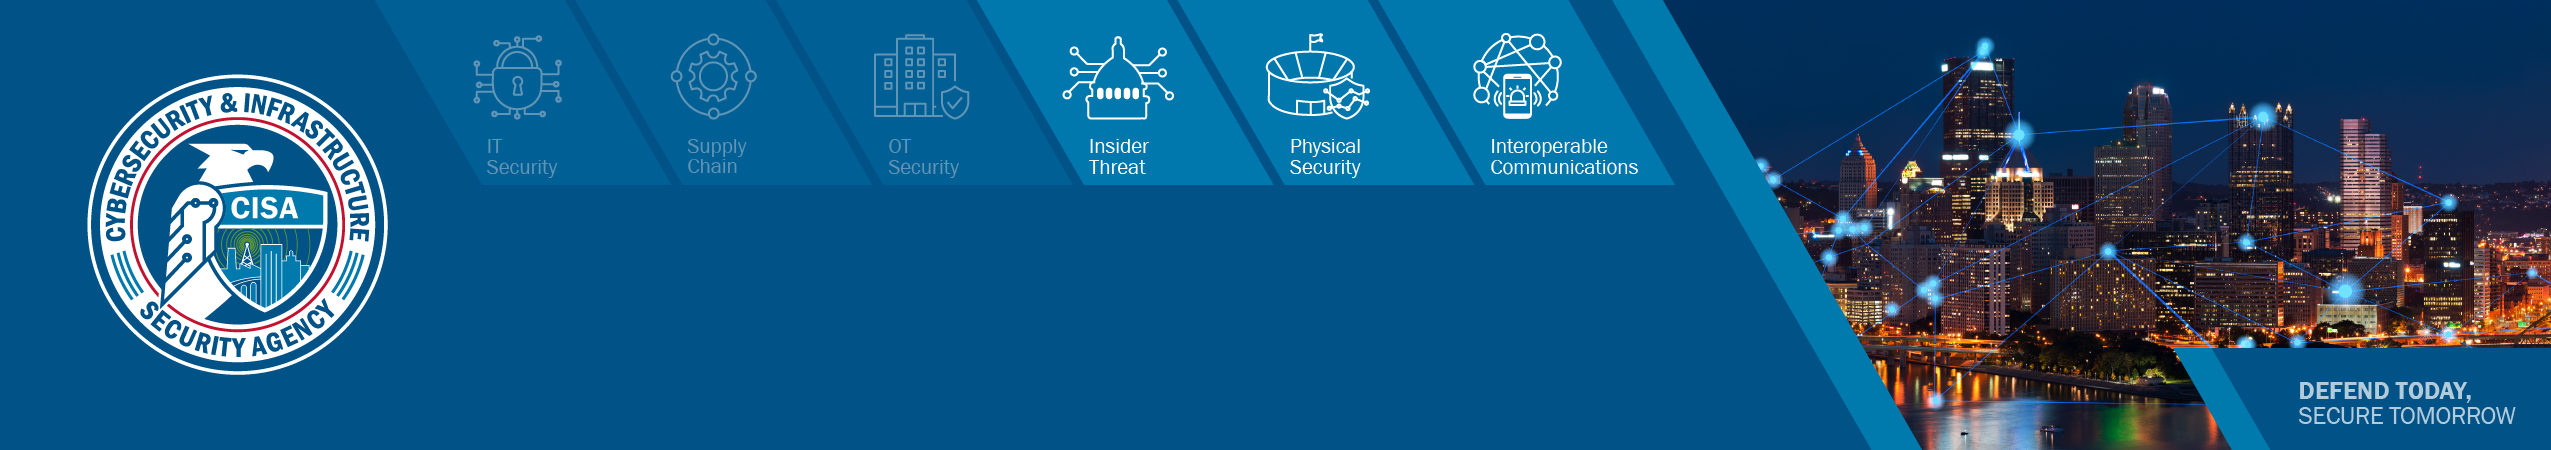 CYBERSECURITY & INFRASTRUCTURE
SECURITY AGENCY
CISA
IT
Security
Supply
Chain
OT
Security
Insider
Threat
Physical
Security
Interoperable
Communications
DEFEND TODAY,
SECURE TOMORROW